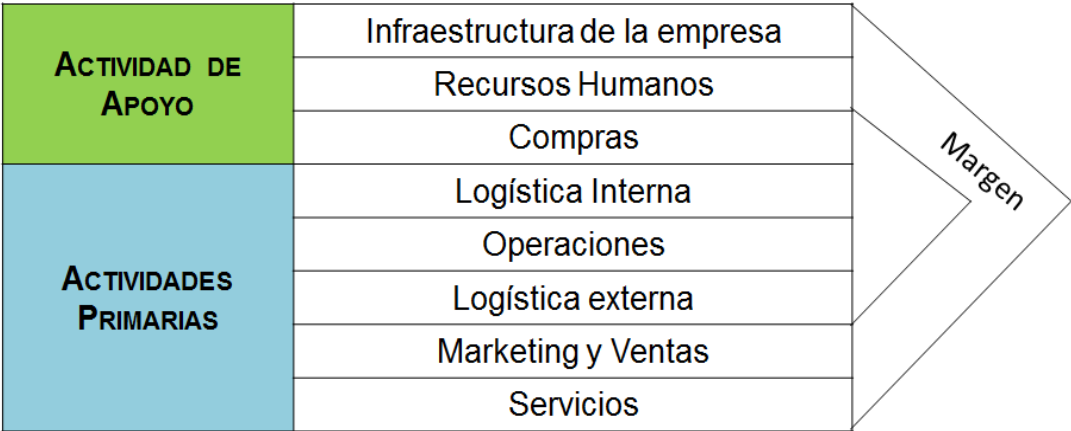 ACTIVIDAD DE
APOYO
Infraestructura de la empresa
Recursos Humanos
Compras
ACTIVIDADES
PRIMARIAS
Logística Interna
Operaciones
Logística externa
Marketing y Ventas
Servicios
Margen